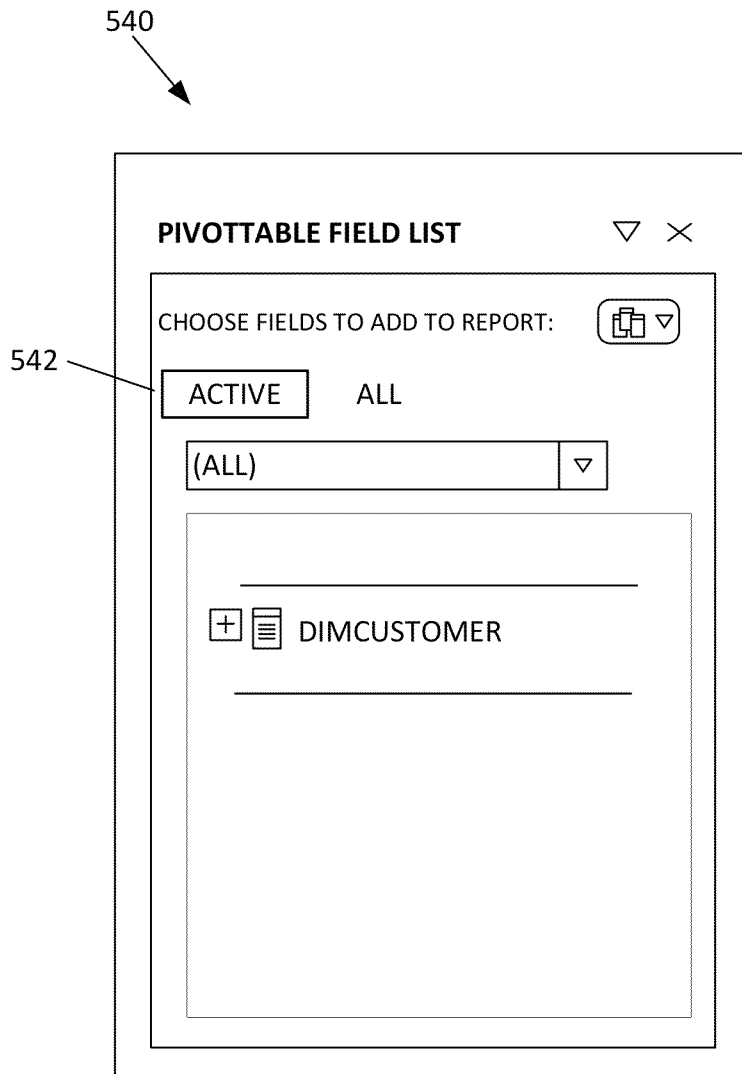 540
PIVOTTABLE FIELD LIST
CHOOSE FIELDS TO ADD TO REPORT:
542
ACTIVE ALL
(ALL)
DIMCUSTOMER